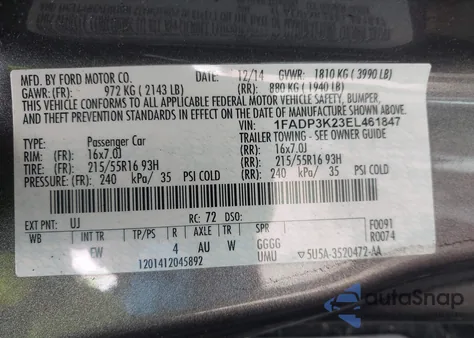 MFD. BY FORD MOTOR CO. DATE: 12/14 GVWR: 1810 KG ( 3990 LB)
GAWR: (FR): 972 KG ( 2143 LB) (RR): 880 KG ( 1940 LB)
THIS VEHICLE CONFORMS TO ALL APPLICABLE FEDERAL MOTOR VEHICLE SAFETY, BUMPER,
AND THEFT PREVENTION STANDARDS IN EFFECT ON THE DATE OF MANUFACTURE SHOWN ABOVE.
VIN: 1FADP3K23EL461847
Passenger Car TIRES/TRAILER TOWING - SEE OWNER GUIDE
RIM: (FR): 16x7.0J (RR): 16x7.0J
TIRE: (FR): 215/55R16 93H (RR): 215/55R16 93H
PRESSURE: (FR): 240 kPa/ 35 PSI COLD (RR): 240 kPa/ 35 PSI COLD
EXT PNT: UJ RC: 72 DSO: F0091
WB INT TR TP/PS R A TR SPR R0074
EW 4 AU W GGGG
1201412045892 UMU ▽5U5A-3520472-AA
autoSnap